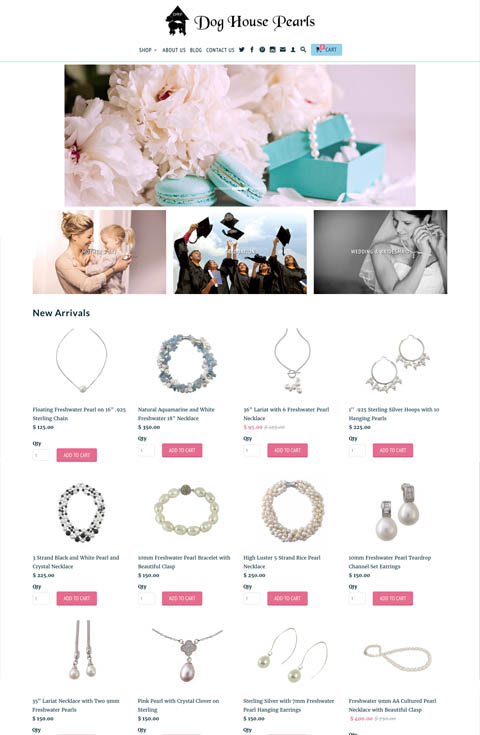 Dog House Pearls
SHOP ABOUT US BLOG CONTACT US CART
WEDDING & BRIDESMAID
New Arrivals
Floating Freshwater Pearl on 16" .925
Sterling Chain
$ 125.00
Qty
1
ADD TO CART
Natural Aquamarine and White
Freshwater 18" Necklace
$ 350.00
Qty
1
ADD TO CART
36" Lariat with 6 Freshwater Pearl
Necklace
$ 95.00 $ 125.00
Qty
1
ADD TO CART
1" .925 Sterling Silver Hoops with 10
Hanging Pearls
$ 225.00
Qty
1
ADD TO CART
3 Strand Black and White Pearl and
Crystal Necklace
$ 225.00
Qty
1
ADD TO CART
10mm Freshwater Pearl Bracelet with
Beautiful Clasp
$ 150.00
Qty
1
ADD TO CART
High Luster 5 Strand Rice Pearl
Necklace
$ 250.00
Qty
1
ADD TO CART
10mm Freshwater Pearl Teardrop
Channel Set Earrings
$ 150.00
Qty
1
ADD TO CART
35" Lariat Necklace with Two 9mm
Freshwater Pearls
$ 150.00
Pink Pearl with Crystal Clover on
Sterling
$ 150.00
Sterling Silver with 7mm Freshwater
Pearl Hanging Earrings
$ 150.00
Freshwater 9mm AA Cultured Pearl
Necklace with Beautiful Clasp
$ 400.00 $ 750.00
Qty